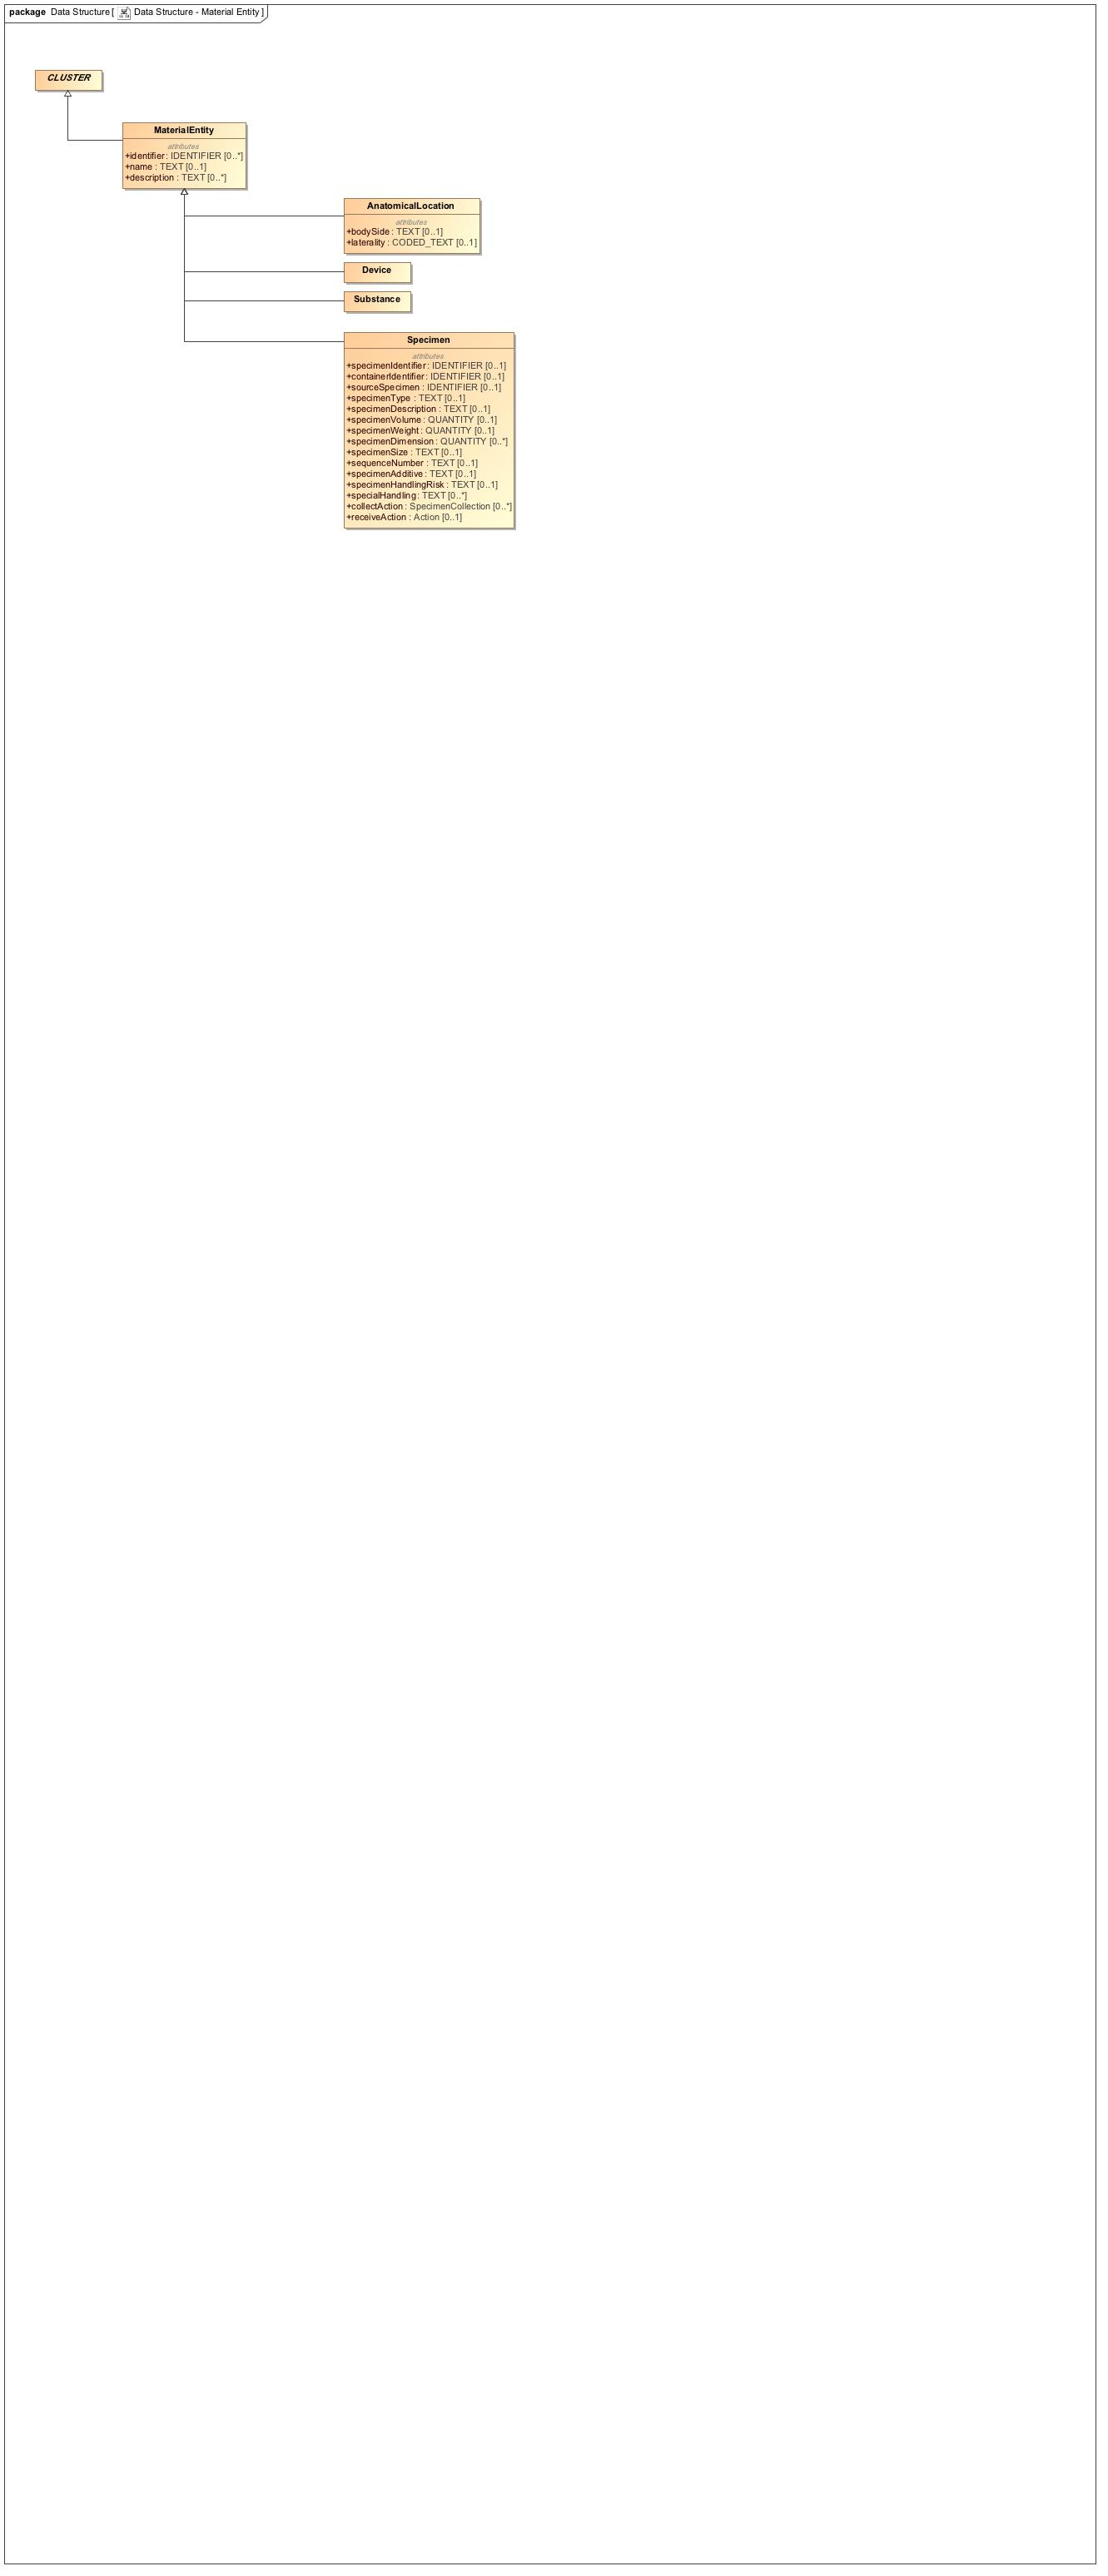 package Data Structure [ Data Structure - Material Entity ]
CLUSTER
MaterialEntity
attributes
+identifier : IDENTIFIER [0..*]
+name : TEXT [0..1]
+description : TEXT [0..*]
AnatomicalLocation
attributes
+bodySide : TEXT [0..1]
+laterality : CODED_TEXT [0..1]
Device
Substance
Specimen
attributes
+specimenIdentifier : IDENTIFIER [0..1]
+containerIdentifier : IDENTIFIER [0..1]
+sourceSpecimen : IDENTIFIER [0..1]
+specimenType : TEXT [0..1]
+specimenDescription : TEXT [0..1]
+specimenVolume : QUANTITY [0..1]
+specimenWeight : QUANTITY [0..1]
+specimenDimension : QUANTITY [0..*]
+specimenSize : TEXT [0..1]
+sequenceNumber : TEXT [0..1]
+specimenAdditive : TEXT [0..1]
+specimenHandlingRisk : TEXT [0..1]
+specialHandling : TEXT [0..*]
+collectAction : SpecimenCollection [0..*]
+receiveAction : Action [0..1]